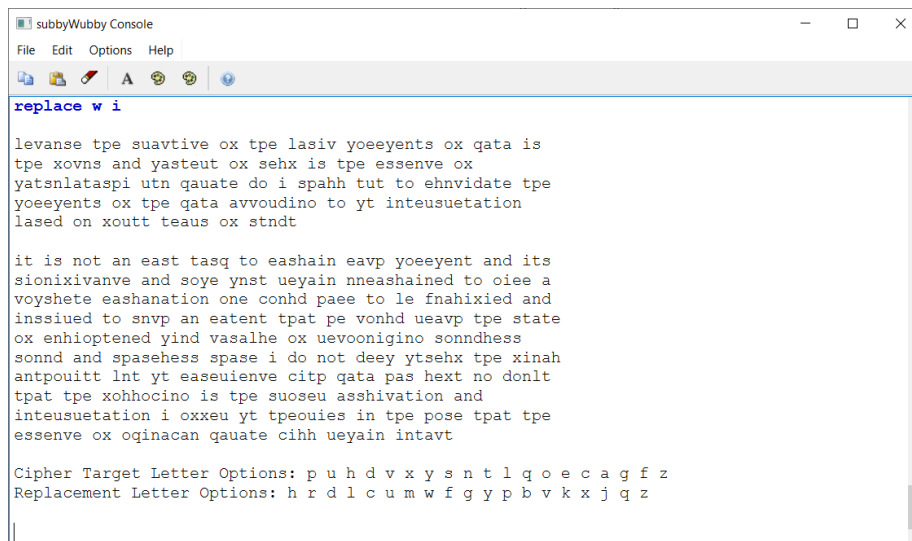 subbyWubby Console
File Edit Options Help
A
replace w i
levanse tpe suavtive ox tpe lasiv yoeeyents ox qata is
tpe xovns and yasteut ox sehx is tpe essenve ox
yatsnlataspi utn qauate do i spahh tut to ehnvidate tpe
yoeeyents ox tpe qata avvoudino to yt inteusuetation
lased on xoutt teaus ox stndt
it is not an east tasq to eashain eavp yoeeyent and its
sionixivanve and soye ynst ueyain nneashained to oiee a
voyshete eashanation one conhd paee to le fnahixied and
inssiued to snvp an eatent tpat pe vonhd ueavp tpe state
ox enhioptened yind vasalhe ox uevoonigino sonndhess
sonnd and spasehess spase i do not deey ytsehx tpe xinah
antpouitt lnt yt easeuienve citp qata pas hext no donlt
tpat tpe xohhocino is tpe suoseu asshivation and
inteusuetation i oxxeu yt tpeouies in tpe pose tpat tpe
essenve ox oqinacan qauate cihh ueyain intavt
Cipher Target Letter Options: p u h d v x y s n t l q o e c a g f z
Replacement Letter Options: h r d l c u m w f g y p b v k x j q z